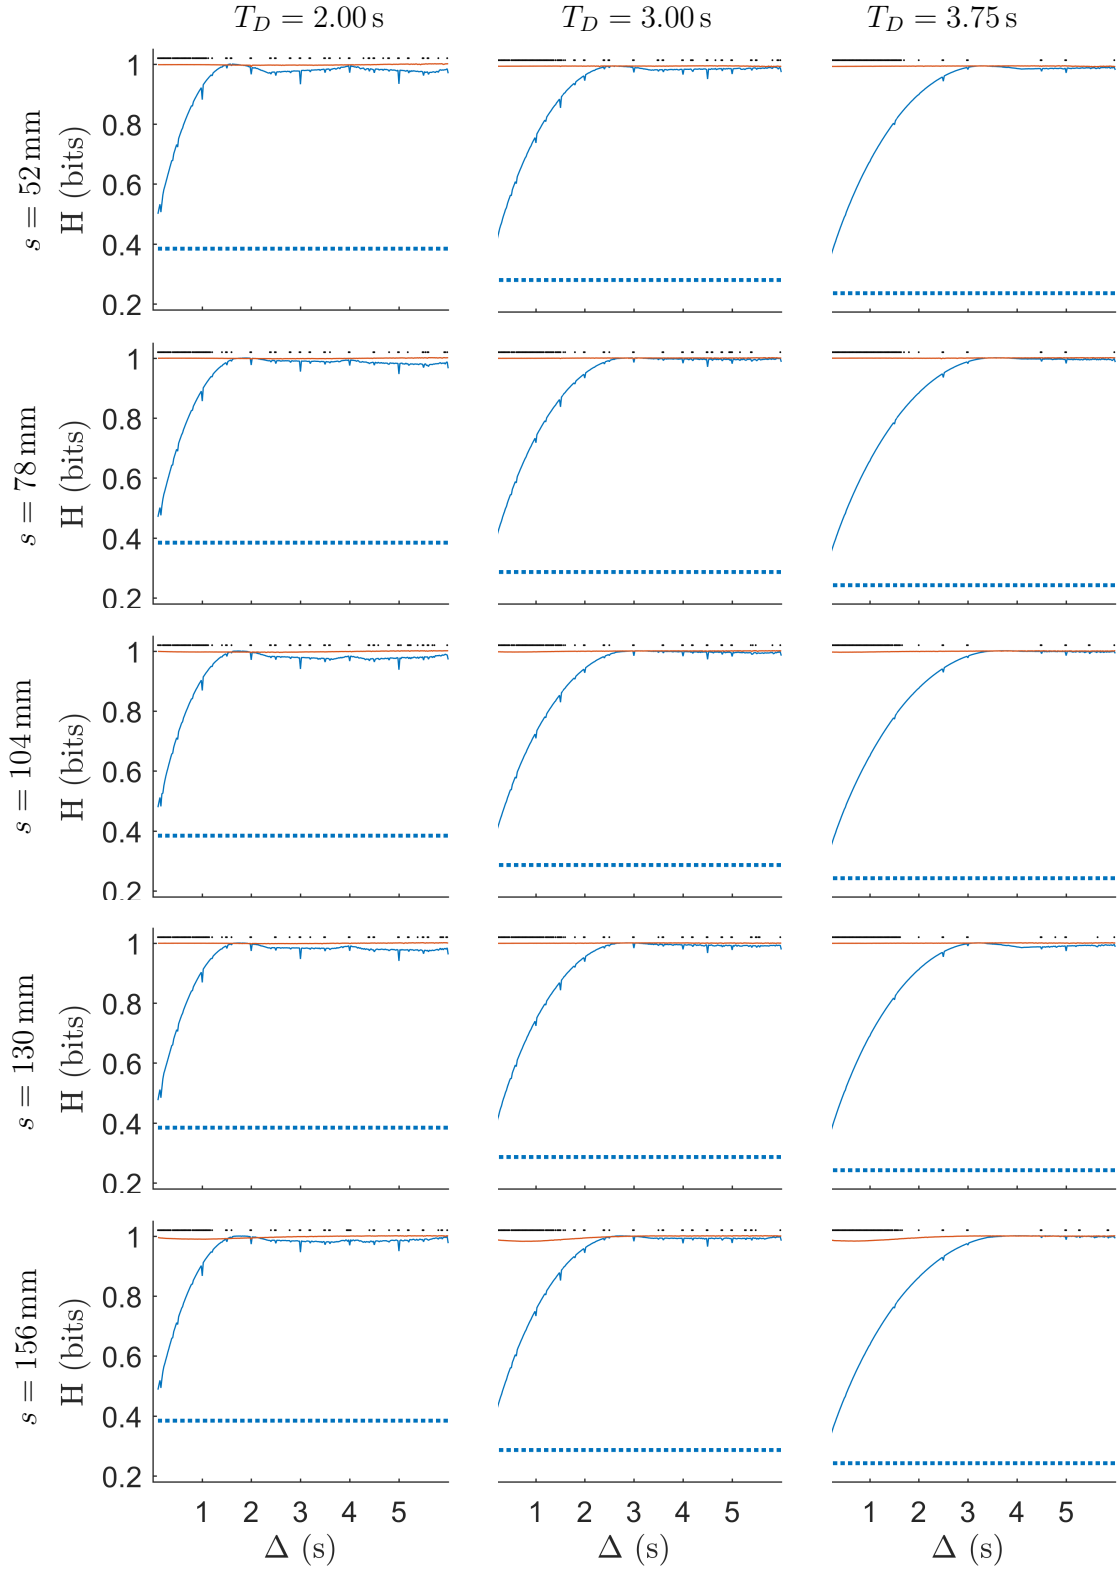 T_D = 2.00 s T_D = 3.00 s T_D = 3.75 s
s = 52 mm
H (bits)
1
0.8
0.6
0.4
0.2
s = 78 mm
H (bits)
1
0.8
0.6
0.4
0.2
s = 104 mm
H (bits)
1
0.8
0.6
0.4
0.2
s = 130 mm
H (bits)
1
0.8
0.6
0.4
0.2
s = 156 mm
H (bits)
1
0.8
0.6
0.4
0.2
1 2 3 4 5 1 2 3 4 5 1 2 3 4 5
Δ (s) Δ (s) Δ (s)